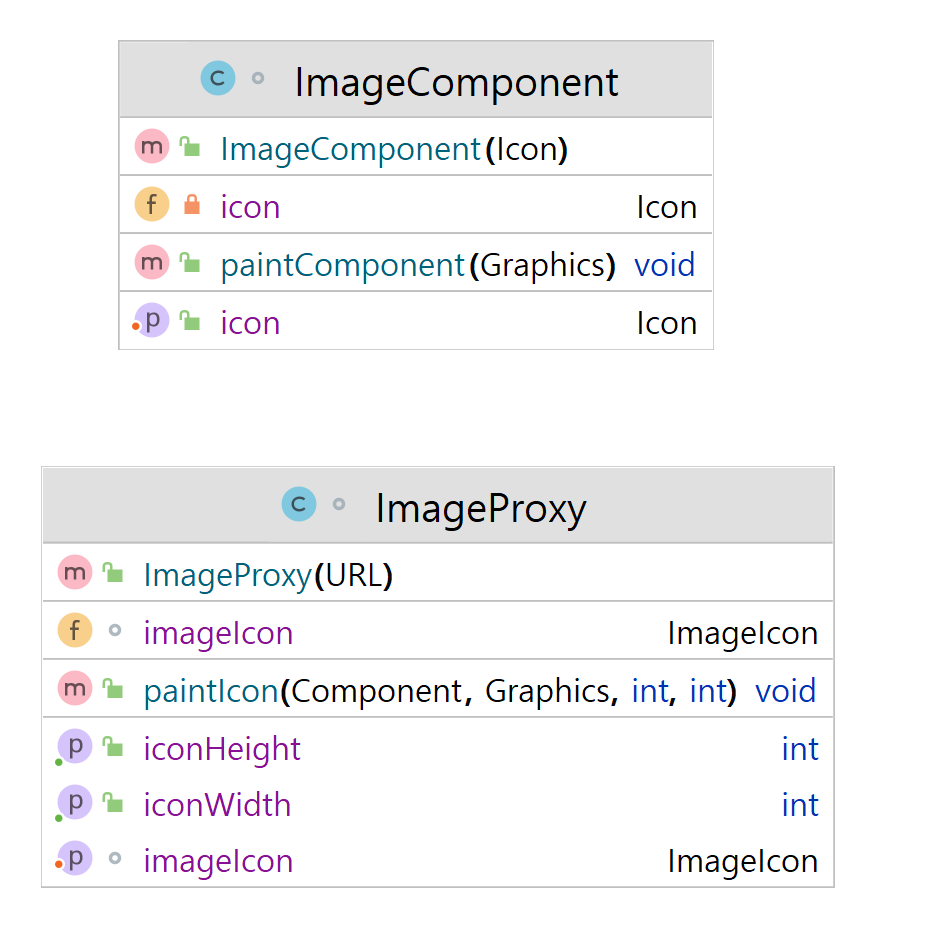 C ImageComponent
m ImageComponent(Icon)
f icon Icon
m paintComponent(Graphics) void
p icon Icon
C ImageProxy
m ImageProxy(URL)
f imageIcon ImageIcon
m paintIcon(Component, Graphics, int, int) void
p iconHeight int
p iconWidth int
p imageIcon ImageIcon